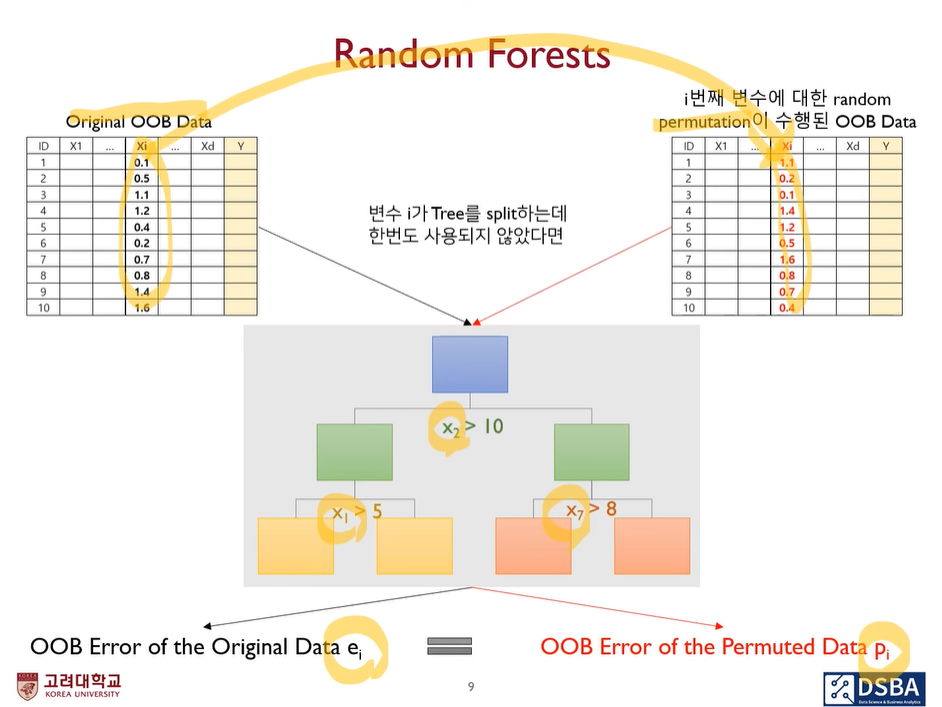 Random Forests
Original OOB Data
ID X1 ... Xi ... Xd Y
1 0.1
2 0.5
3 1.1
4 1.2
5 0.4
6 0.2
7 0.7
8 0.8
9 1.4
10 1.6
i번째 변수에 대한 random
permutation이 수행된 OOB Data
ID X1 ... Xi ... Xd Y
1 1.1
2 0.2
3 0.1
4 1.4
5 1.2
6 0.5
7 1.6
8 0.8
9 0.7
10 0.4
변수 i가 Tree를 split하는데
한번도 사용되지 않았다면
x₂ > 10
x₁ > 5
x₇ > 8
OOB Error of the Original Data eᵢ
=
OOB Error of the Permuted Data pᵢ
고려대학교
KOREA UNIVERSITY
9
DSBA
Data Science & Business Analytics